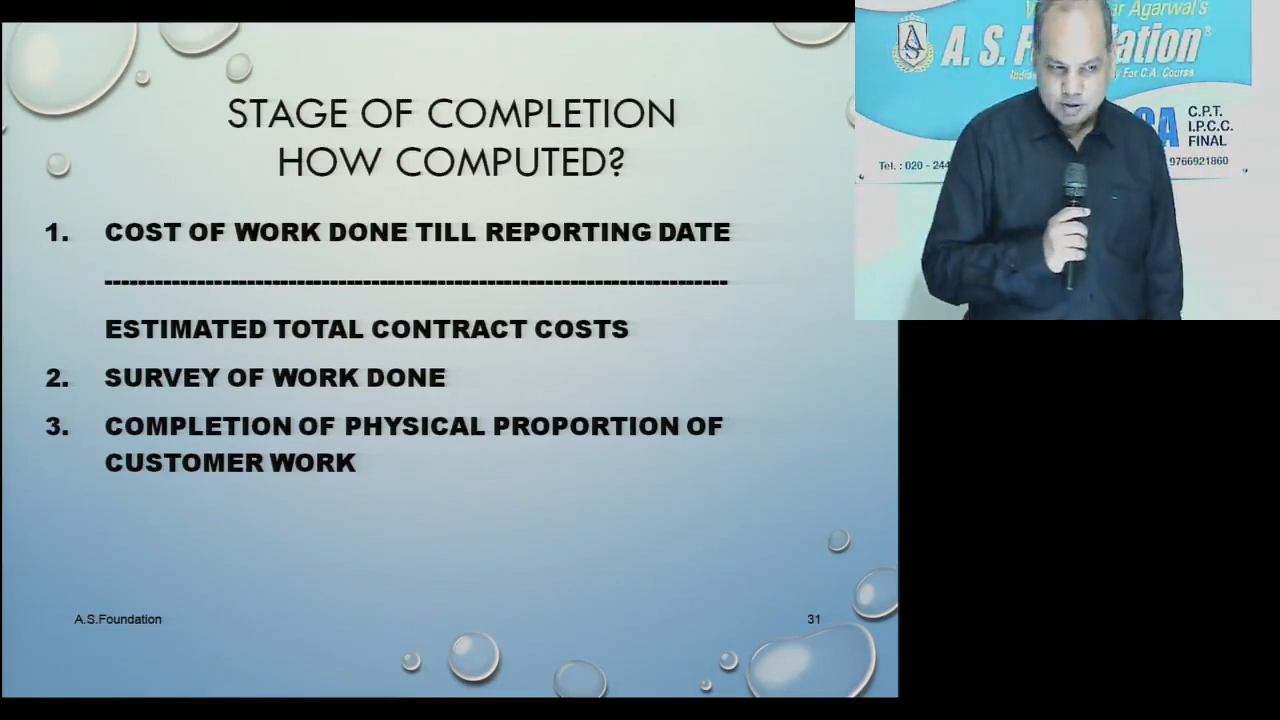 STAGE OF COMPLETION
HOW COMPUTED?
1. COST OF WORK DONE TILL REPORTING DATE
--------------------------------------------------------------------------
ESTIMATED TOTAL CONTRACT COSTS
2. SURVEY OF WORK DONE
3. COMPLETION OF PHYSICAL PROPORTION OF
CUSTOMER WORK
A.S.Foundation
31
Agarwal's
A. S.
For C.A. Course
C.P.T.
I.P.C.C.
FINAL
Tel. : 020 - 244
9766921860